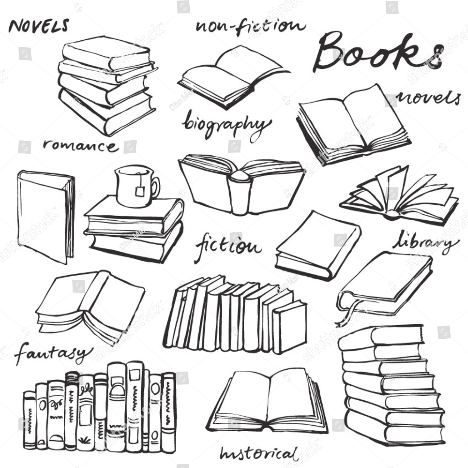 NOVELS
non-fiction
Books
novels
biography
romance
fiction
library
fantasy
historical